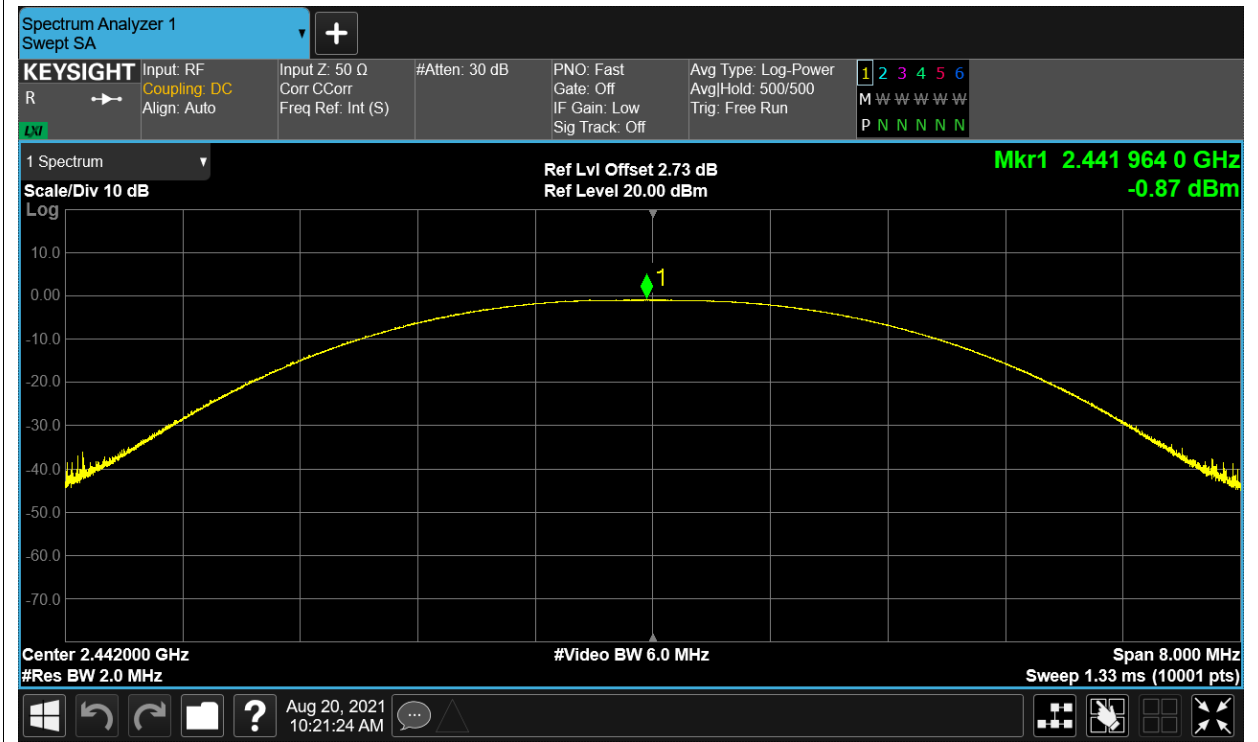 Spectrum Analyzer 1
Swept SA
+
KEYSIGHT
R
LXI
Input: RF
Coupling: DC
Align: Auto
Input Z: 50 Ω
Corr CCorr
Freq Ref: Int (S)
#Atten: 30 dB
PNO: Fast
Gate: Off
IF Gain: Low
Sig Track: Off
Avg Type: Log-Power
Avg|Hold: 500/500
Trig: Free Run
1 2 3 4 5 6
M W W W W W
P N N N N N
1 Spectrum
Scale/Div 10 dB
Log
Ref Lvl Offset 2.73 dB
Ref Level 20.00 dBm
Mkr1 2.441 964 0 GHz
-0.87 dBm
10.0
0.00
-10.0
-20.0
-30.0
-40.0
-50.0
-60.0
-70.0
1
Center 2.442000 GHz
#Res BW 2.0 MHz
#Video BW 6.0 MHz
Span 8.000 MHz
Sweep 1.33 ms (10001 pts)
?
Aug 20, 2021
10:21:24 AM